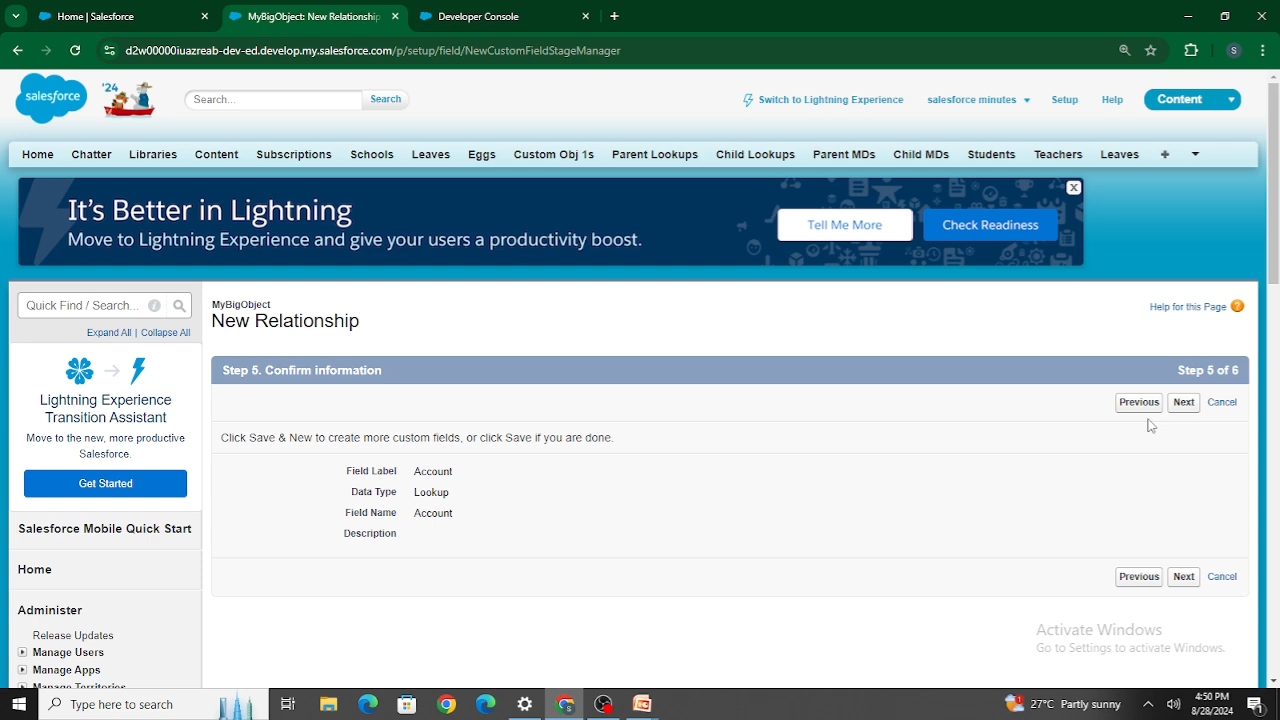 Home | Salesforce
MyBigObject: New Relationship
Developer Console
d2w00000iuazreab-dev-ed.develop.my.salesforce.com/p/setup/field/NewCustomFieldStageManager
S
salesforce
'24
Search...
Search
Switch to Lightning Experience
salesforce minutes
Setup
Help
Content
Home
Chatter
Libraries
Content
Subscriptions
Schools
Leaves
Eggs
Custom Obj 1s
Parent Lookups
Child Lookups
Parent MDs
Child MDs
Students
Teachers
Leaves
It's Better in Lightning
Move to Lightning Experience and give your users a productivity boost.
Tell Me More
Check Readiness
Quick Find / Search...
Expand All | Collapse All
Lightning Experience
Transition Assistant
Move to the new, more productive
Salesforce.
Get Started
Salesforce Mobile Quick Start
Home
Administer
Release Updates
Manage Users
Manage Apps
Manage Territories
MyBigObject
New Relationship
Help for this Page
Step 5. Confirm information
Step 5 of 6
Previous
Next
Cancel
Click Save & New to create more custom fields, or click Save if you are done.
Field Label Account
Data Type Lookup
Field Name Account
Description
Previous
Next
Cancel
Activate Windows
Go to Settings to activate Windows.
Type here to search
27°C Partly sunny
4:50 PM
8/28/2024